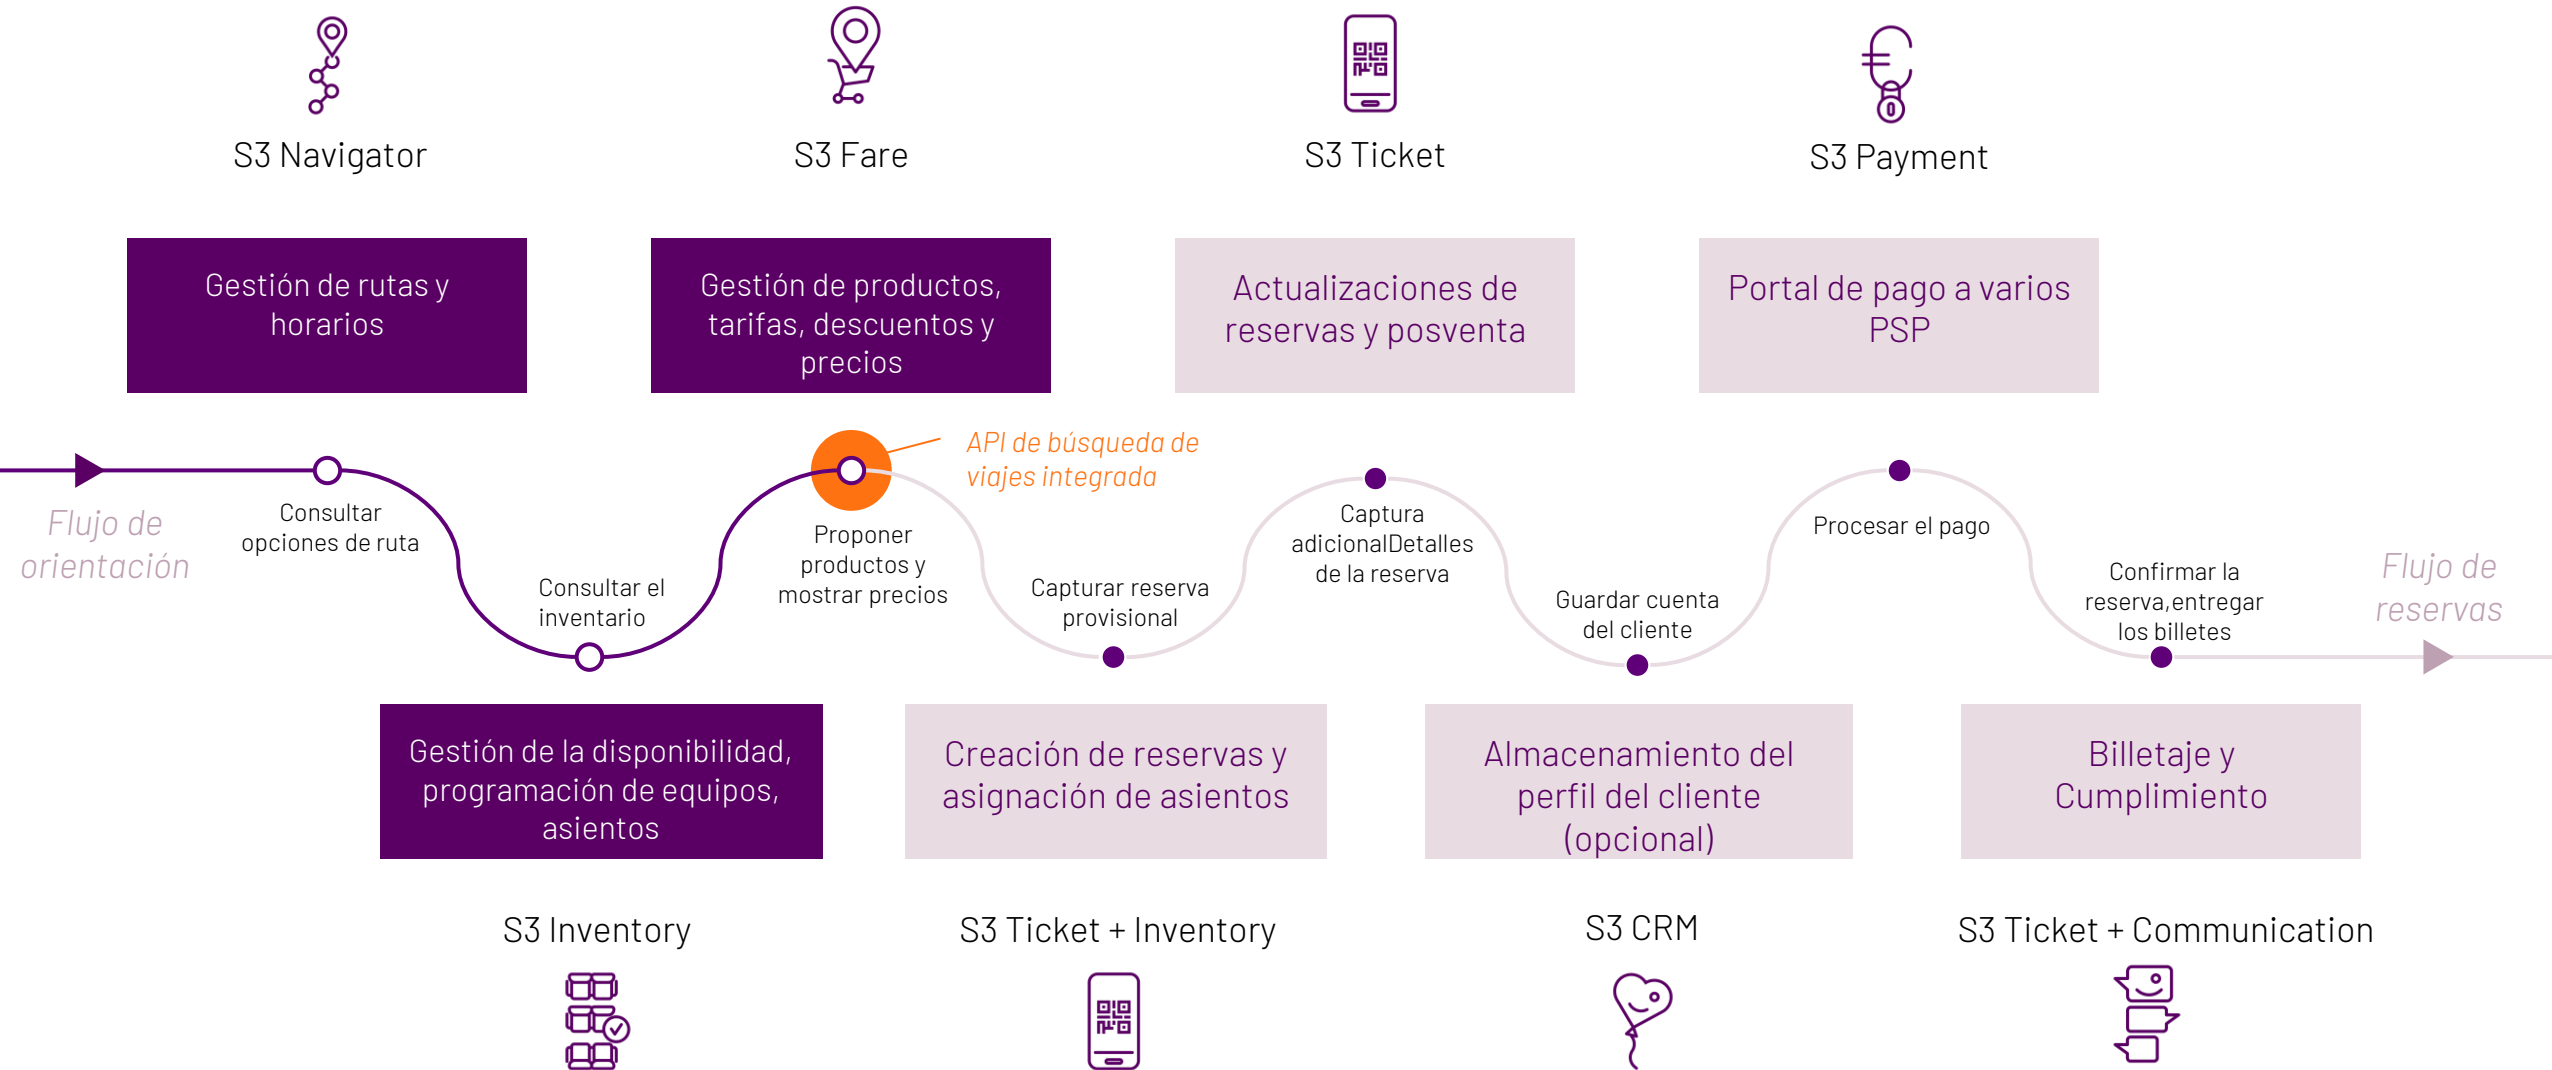 S3 Navigator
S3 Fare
S3 Ticket
S3 Payment
Gestión de rutas y
horarios
Gestión de productos,
tarifas, descuentos y
precios
Actualizaciones de
reservas y posventa
Portal de pago a varios
PSP
API de búsqueda de
viajes integrada
Flujo de
orientación
Consultar
opciones de ruta
Consultar el
inventario
Proponer
productos y
mostrar precios
Capturar reserva
provisional
Captura
adicionalDetalles
de la reserva
Guardar cuenta
del cliente
Procesar el pago
Confirmar la
reserva,entregar
los billetes
Flujo de
reservas
Gestión de la disponibilidad,
programación de equipos,
asientos
Creación de reservas y
asignación de asientos
Almacenamiento del
perfil del cliente
(opcional)
Billetaje y
Cumplimiento
S3 Inventory
S3 Ticket + Inventory
S3 CRM
S3 Ticket + Communication